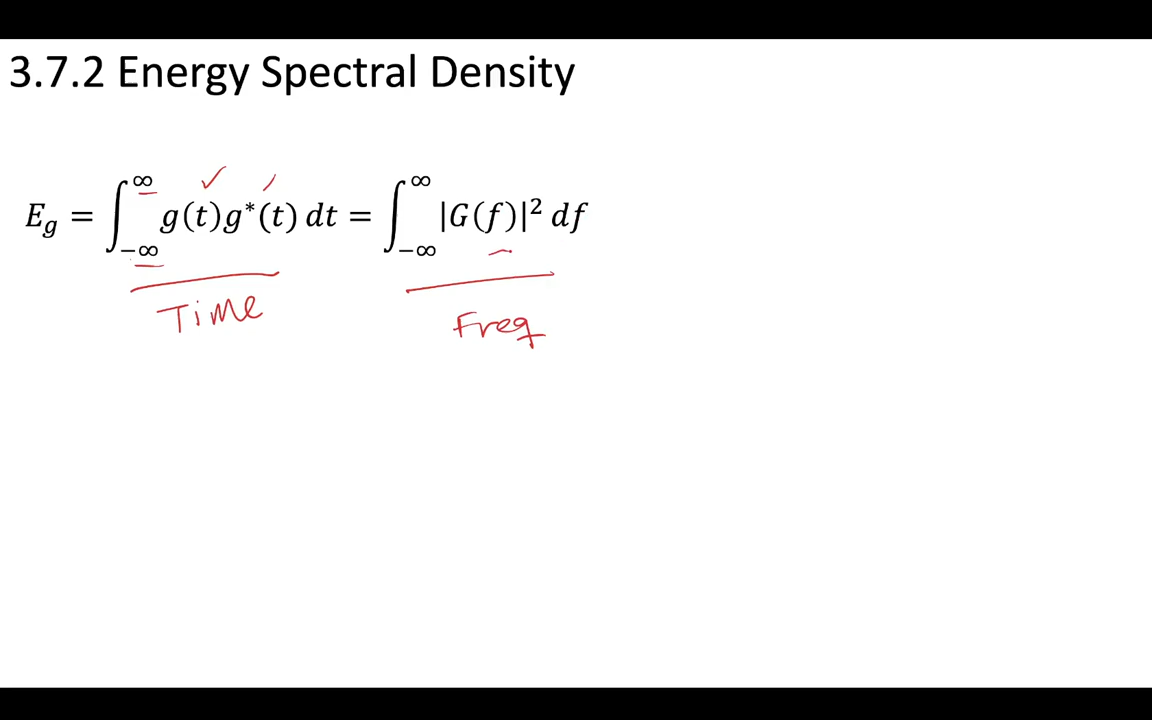 3.7.2 Energy Spectral Density
E_g = ∫_{-∞}^{∞} g(t)g*(t) dt = ∫_{-∞}^{∞} |G(f)|² df
Time Freq